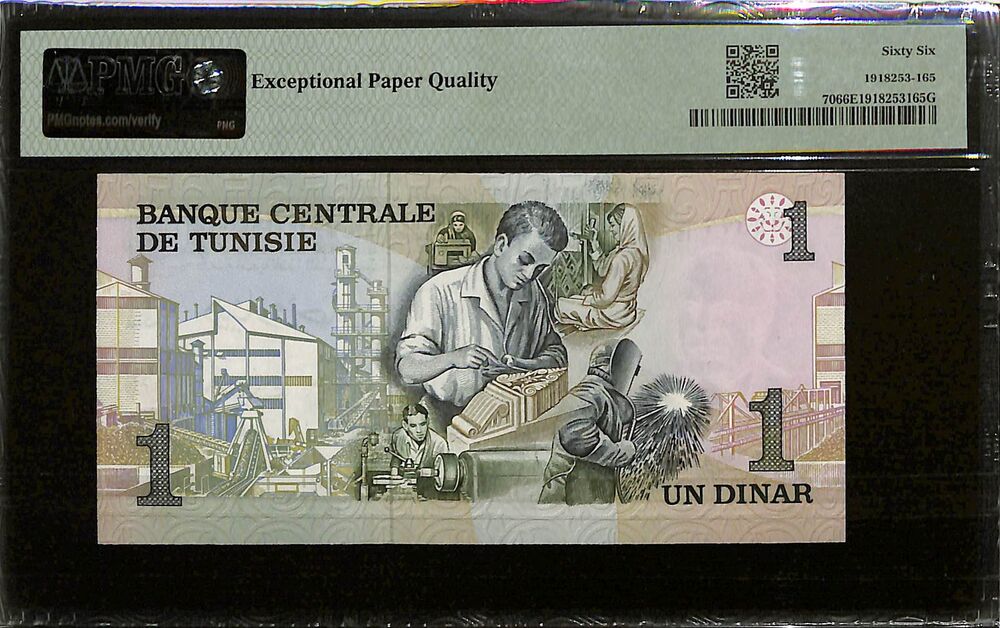 PMG
PMGnotes.com/verify
PMG
Exceptional Paper Quality
Sixty Six
1918253-165
7066E1918253165G
BANQUE CENTRALE
DE TUNISIE
1
1
1
UN DINAR